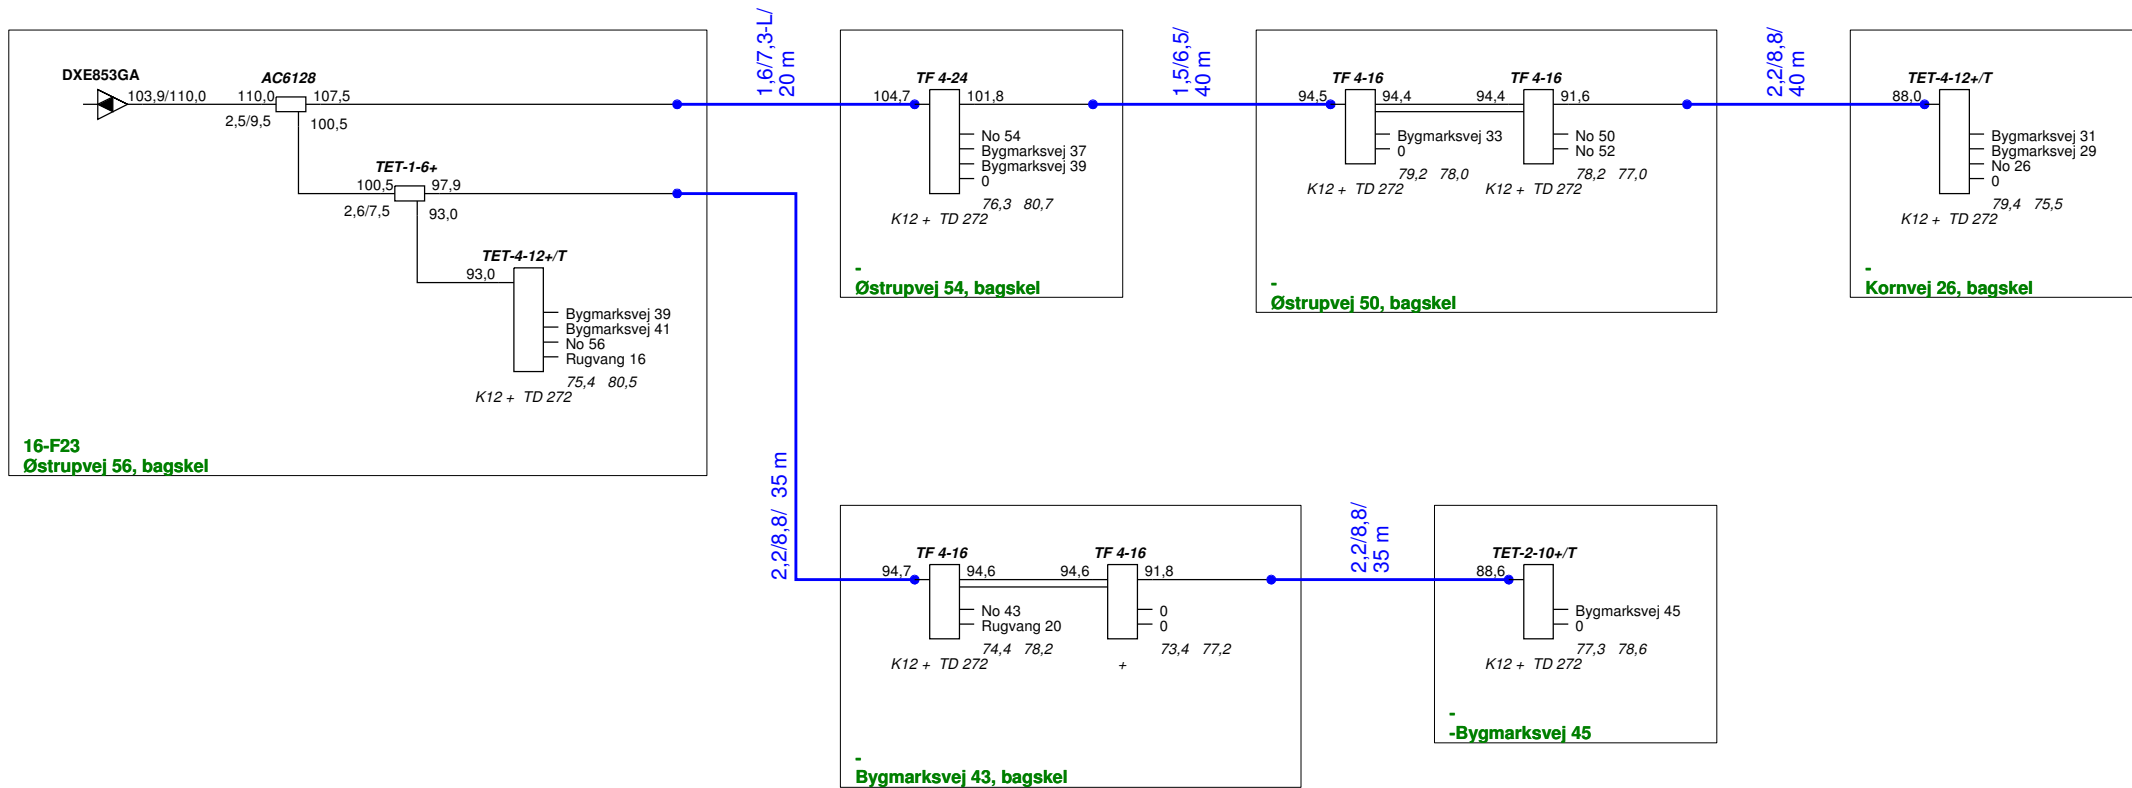 DXE853GA
103,9/110,0
AC6128
110,0
107,5
2,5/9,5
100,5
TET-1-6+
100,5
97,9
2,6/7,5
93,0
TET-4-12+/T
93,0
Bygmarksvej 39
Bygmarksvej 41
No 56
Rugvang 16
75,4 80,5
K12 + TD 272
16-F23
Østrupvej 56, bagskel
1,6/7,3-L/
20 m
TF 4-24
104,7
101,8
No 54
Bygmarksvej 37
Bygmarksvej 39
0
76,3 80,7
K12 + TD 272
-
Østrupvej 54, bagskel
1,5/6,5/
40 m
TF 4-16
94,5
94,4
Bygmarksvej 33
0
79,2 78,0
K12 + TD 272
TF 4-16
94,4
91,6
No 50
No 52
78,2 77,0
K12 + TD 272
-
Østrupvej 50, bagskel
2,2/8,8/
40 m
TET-4-12+/T
88,0
Bygmarksvej 31
Bygmarksvej 29
No 26
0
79,4 75,5
K12 + TD 272
-
Kornvej 26, bagskel
2,2/8,8/ 35 m
TF 4-16
94,7
94,6
No 43
Rugvang 20
74,4 78,2
K12 + TD 272
TF 4-16
94,6
91,8
0
0
73,4 77,2
+
-
Bygmarksvej 43, bagskel
2,2/8,8/
35 m
TET-2-10+/T
88,6
Bygmarksvej 45
0
77,3 78,6
K12 + TD 272
-
-Bygmarksvej 45